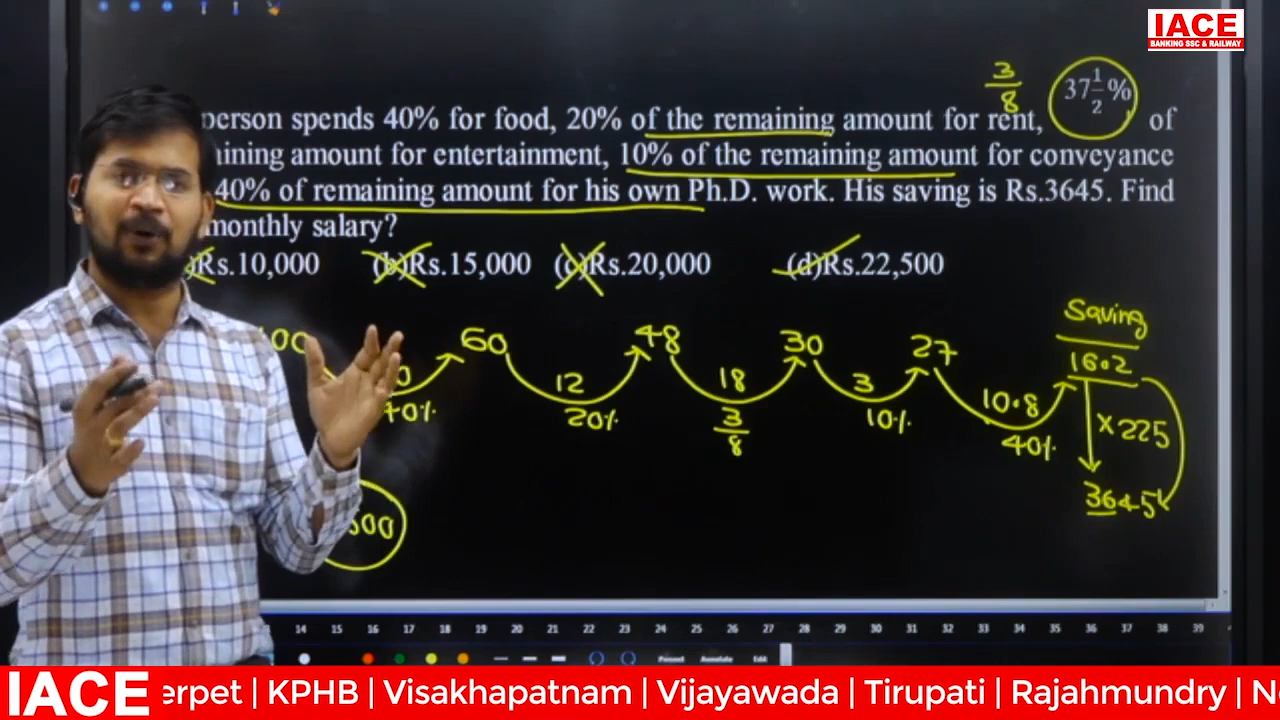 IACE
BANKING SSC & RAILWAY
3/8
37 1/2 %
person spends 40% for food, 20% of the remaining amount for rent, of
aining amount for entertainment, 10% of the remaining amount for conveyance
40% of remaining amount for his own Ph.D. work. His saving is Rs.3645. Find
monthly salary?
)Rs.10,000 (b)Rs.15,000 (c)Rs.20,000 (d)Rs.22,500
Saving
60 48 30 27 16.2
12 18 3 10.8
40% 20% 3/8 10% 40%
×225
3645
14 15 16 17 18 19 20 21 22 23 24 25 26 27 28 29 30 31 32 33 34 35 36 37 38 39
Present Annotate Edit
IACE erpet | KPHB | Visakhapatnam | Vijayawada | Tirupati | Rajahmundry | N